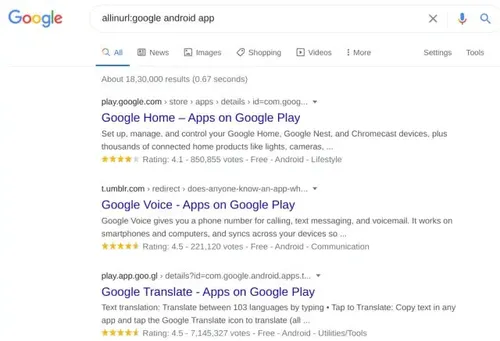 Google allinurl:google android app
All News Images Shopping Videos More Settings Tools
About 18,30,000 results (0.67 seconds)
play.google.com › store › apps › details › id=com.goog...
Google Home – Apps on Google Play
Set up, manage, and control your Google Home, Google Nest, and Chromecast devices, plus
thousands of connected home products like lights, cameras, ...
Rating: 4.1 - 850,855 votes - Free - Android - Lifestyle
t.umblr.com › redirect › does-anyone-know-an-app-wh...
Google Voice - Apps on Google Play
Google Voice gives you a phone number for calling, text messaging, and voicemail. It works on
smartphones and computers, and syncs across your devices so ...
Rating: 4.5 - 221,120 votes - Free - Android - Communication
play.app.goo.gl › details?id=com.google.android.apps.t...
Google Translate - Apps on Google Play
Text translation: Translate between 103 languages by typing • Tap to Translate: Copy text in any
app and tap the Google Translate icon to translate (all ...
Rating: 4.5 - 7,145,327 votes - Free - Android - Utilities/Tools